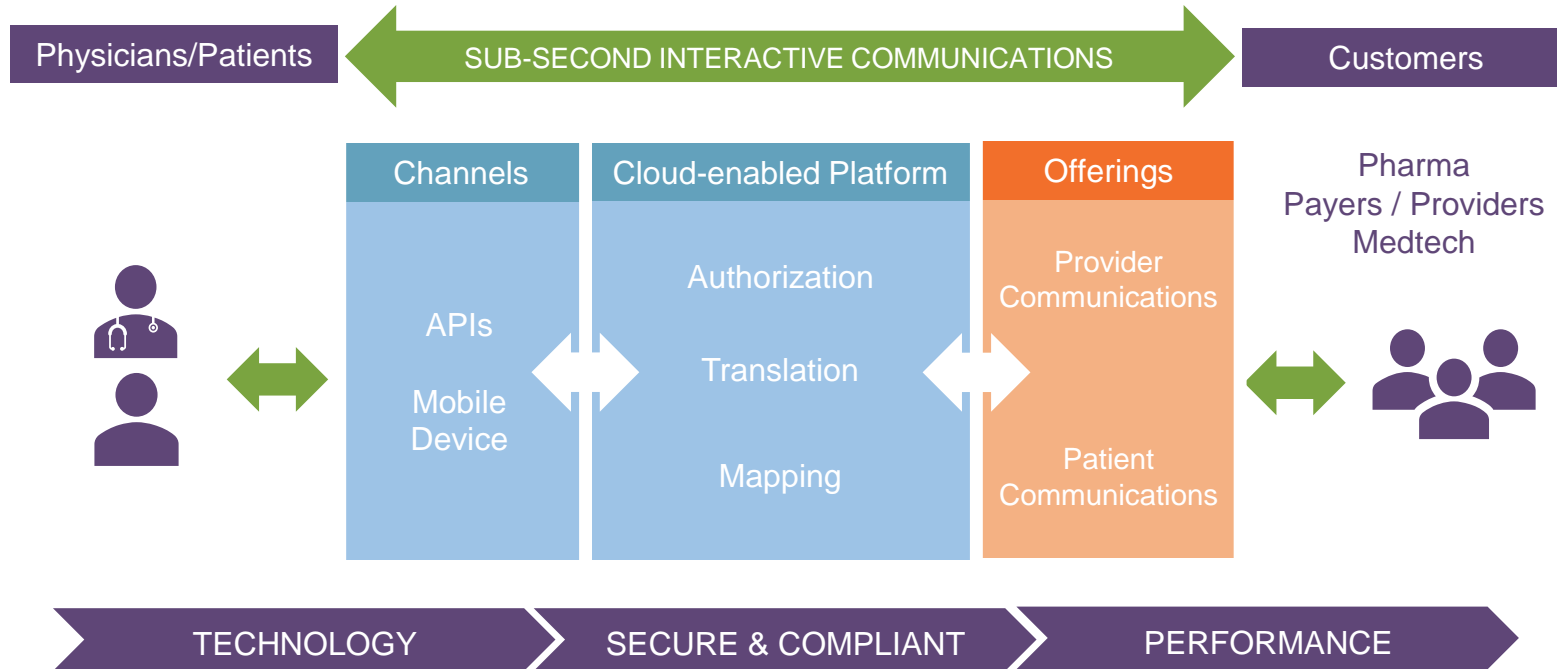 Physicians/Patients
SUB-SECOND INTERACTIVE COMMUNICATIONS
Customers
Channels
APIs
Mobile
Device
Cloud-enabled Platform
Authorization
Translation
Mapping
Offerings
Provider
Communications
Patient
Communications
Pharma
Payers / Providers
Medtech
TECHNOLOGY
SECURE & COMPLIANT
PERFORMANCE